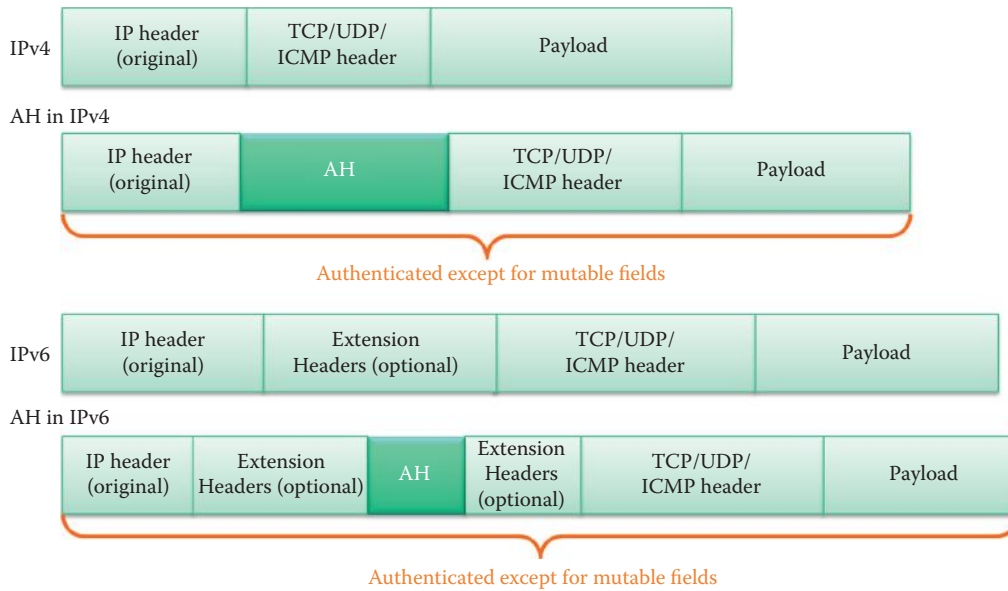 IPv4
IP header
(original)
TCP/UDP/
ICMP header
Payload
AH in IPv4
IP header
(original)
AH
TCP/UDP/
ICMP header
Payload
Authenticated except for mutable fields
IPv6
IP header
(original)
Extension
Headers (optional)
TCP/UDP/
ICMP header
Payload
AH in IPv6
IP header
(original)
Extension
Headers (optional)
AH
Extension
Headers
(optional)
TCP/UDP/
ICMP header
Payload
Authenticated except for mutable fields